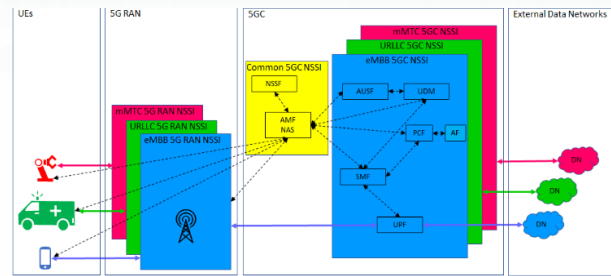 UEs
5G RAN
5GC
External Data Networks
mMTC 5GC NSSI
URLLC 5GC NSSI
eMBB 5GC NSSI
Common 5GC NSSI
NSSF
AUSF
UDM
mMTC 5G RAN NSSI
URLLC 5G RAN NSSI
eMBB 5G RAN NSSI
AMF
NAS
PCF
AF
SMF
UPF
DN
DN
DN